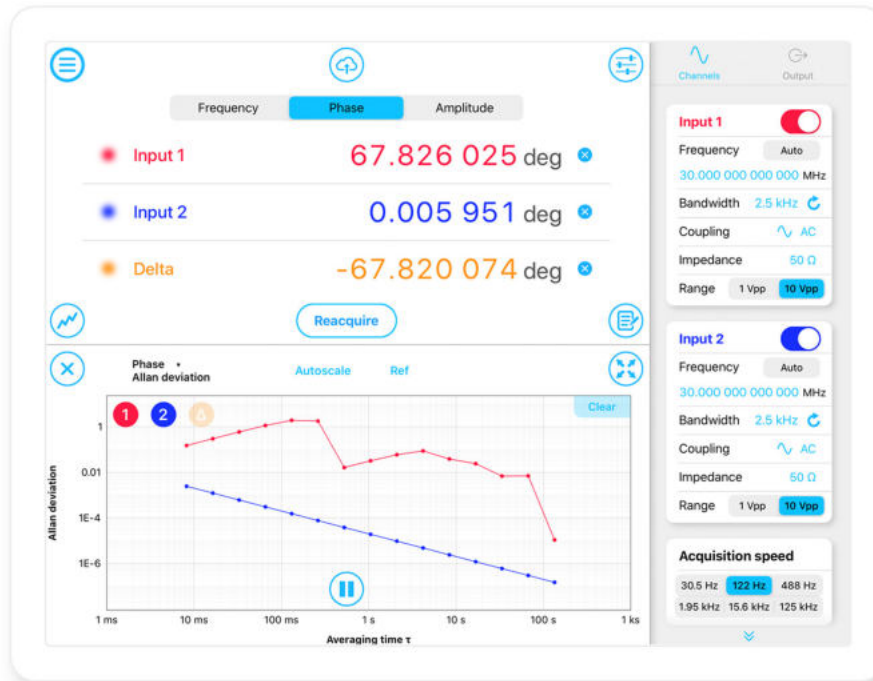 Frequency Phase Amplitude
Input 1 67.826 025 deg
Input 2 0.005 951 deg
Delta -67.820 074 deg
Reacquire
Phase
Allan deviation
Autoscale Ref
Clear
1 2 Δ
Allan deviation
1
0.01
1E-4
1E-6
1 ms 10 ms 100 ms 1 s 10 s 100 s 1 ks
Averaging time τ
Channels Output
Input 1
Frequency Auto
30.000 000 000 000 MHz
Bandwidth 2.5 kHz
Coupling AC
Impedance 50 Ω
Range 1 Vpp 10 Vpp
Input 2
Frequency Auto
30.000 000 000 000 MHz
Bandwidth 2.5 kHz
Coupling AC
Impedance 50 Ω
Range 1 Vpp 10 Vpp
Acquisition speed
30.5 Hz 122 Hz 488 Hz
1.95 kHz 15.6 kHz 125 kHz